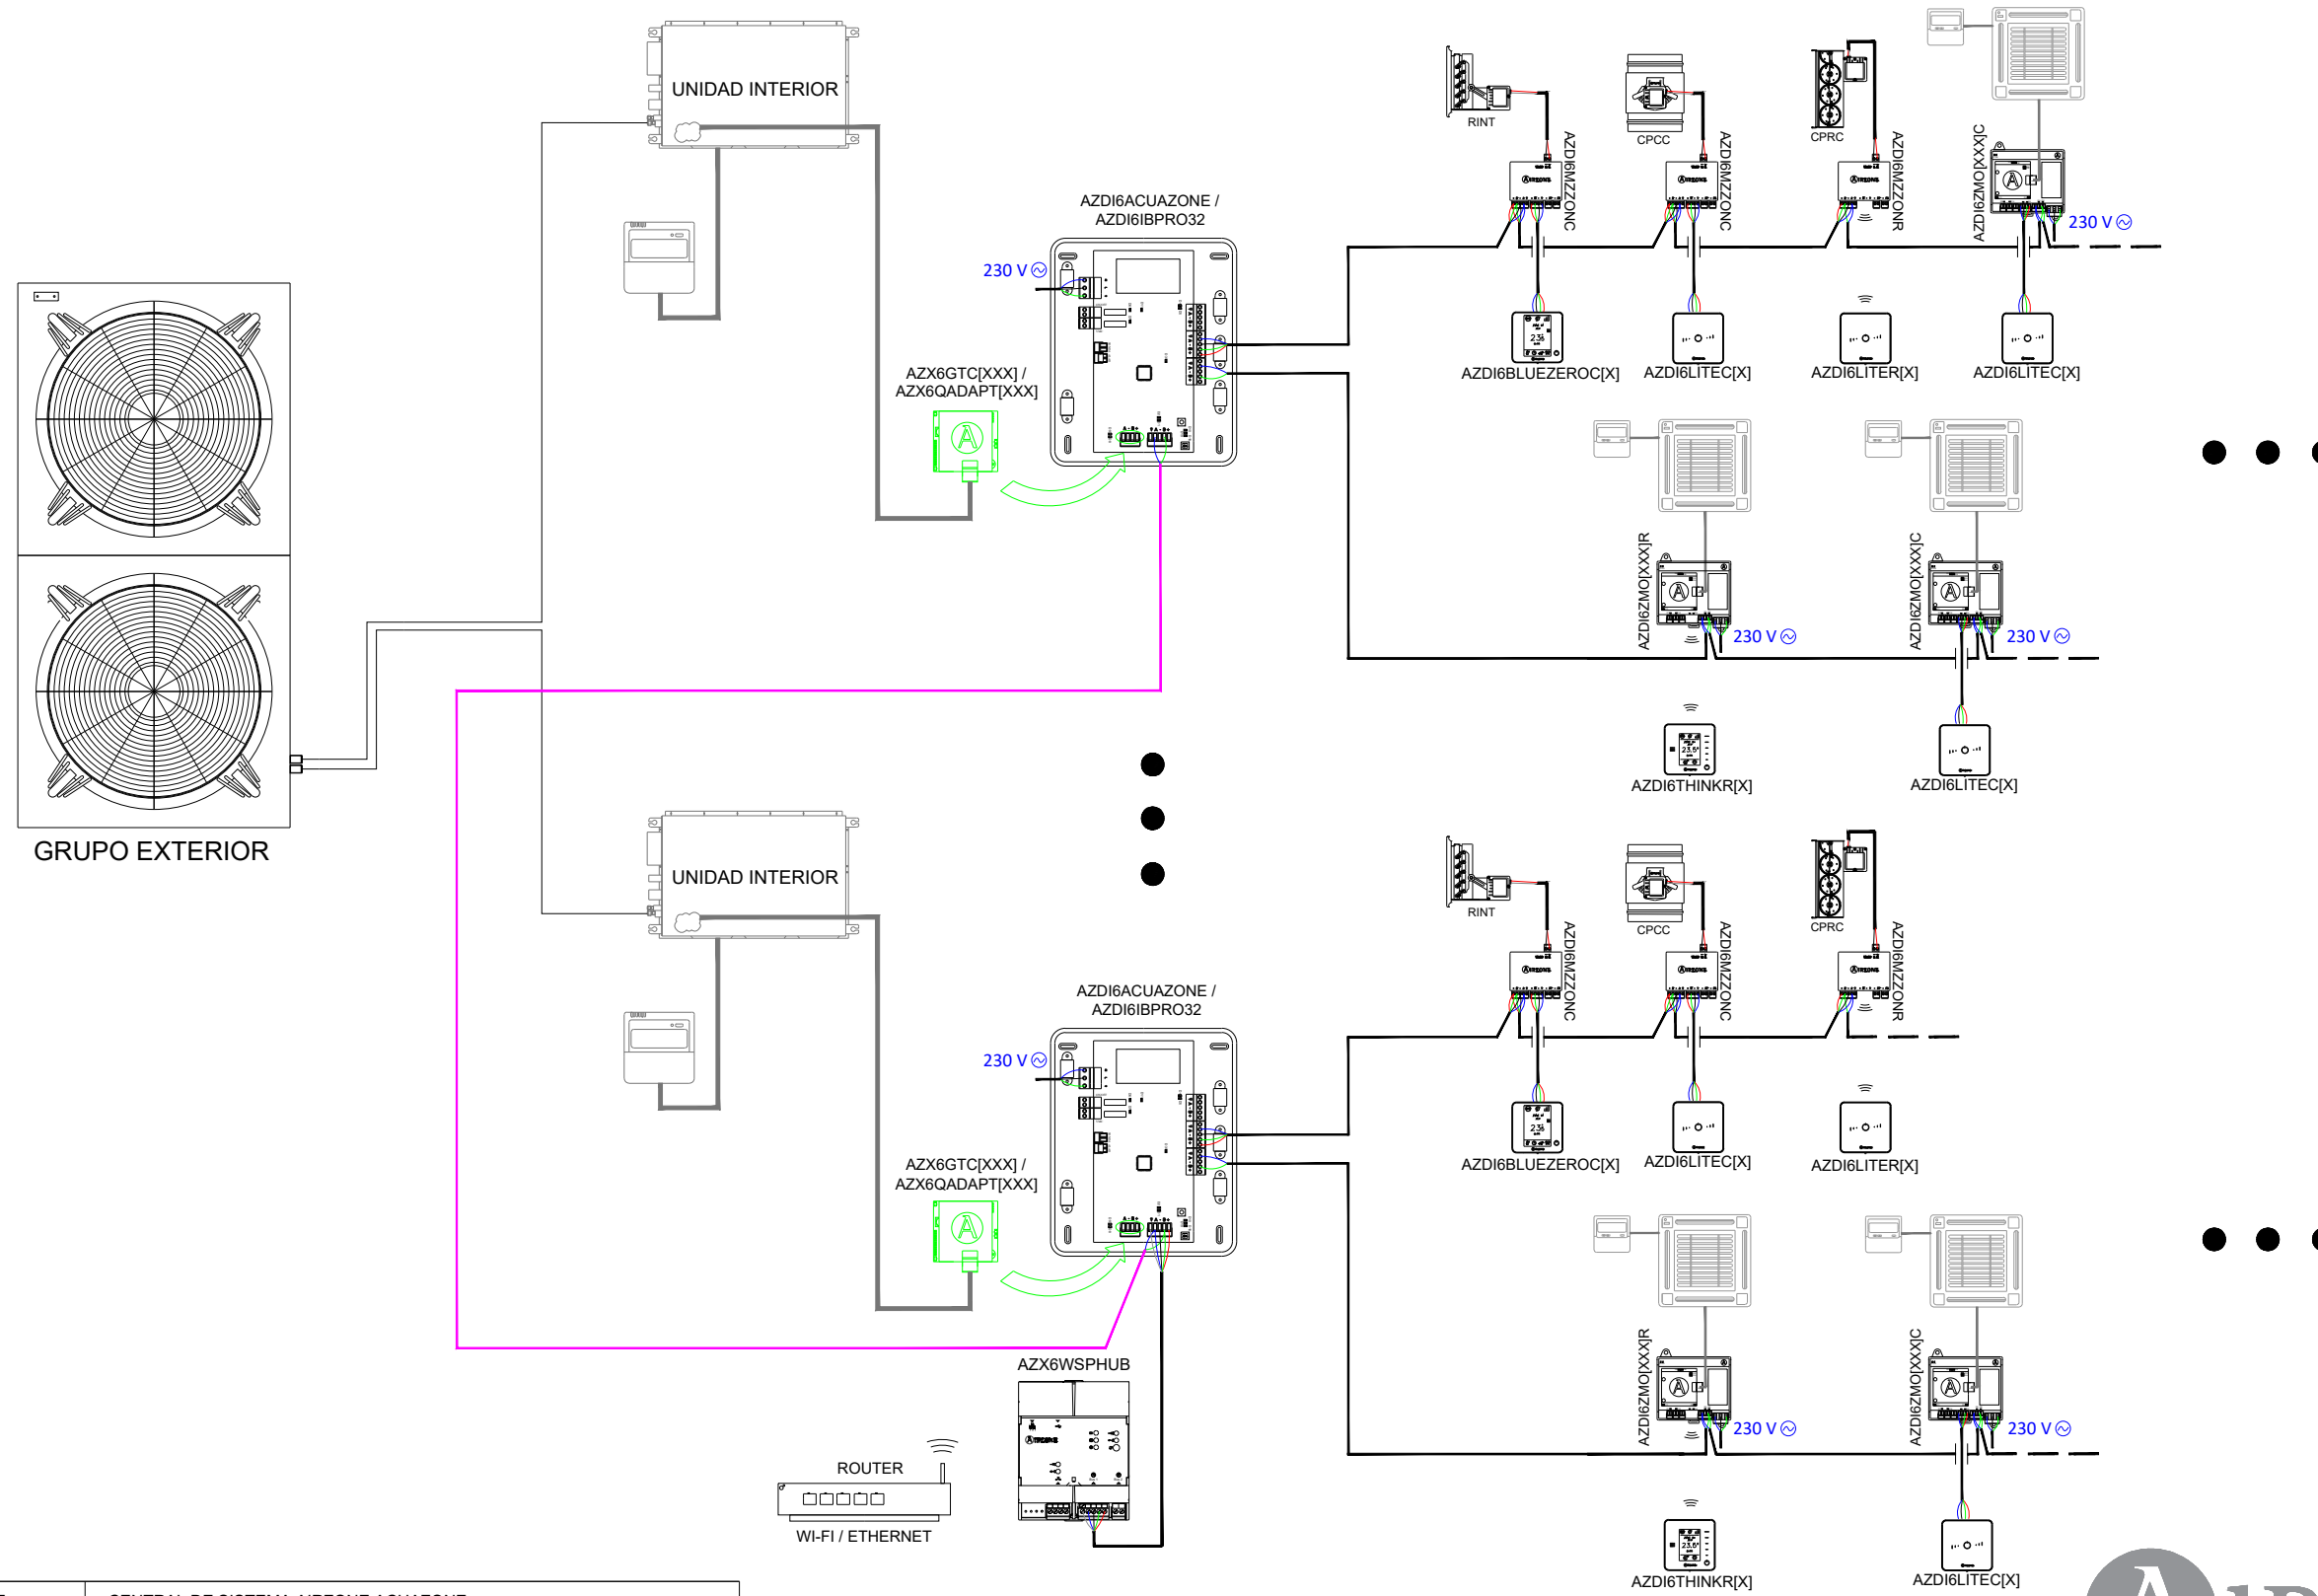 UNIDAD INTERIOR
RINT
CPCC
CPRC
AZDI6MZZONC
AZDI6MZZONC
AZDI6MZZONR
AZDI6ZMO[XXX]C
230 V
AZDI6ACUAZONE /
AZDI6IBPRO32
230 V
AZX6GTC[XXX] /
AZX6QADAPT[XXX]
AZDI6BLUEZEROC[X]
AZDI6LITEC[X]
AZDI6LITER[X]
AZDI6LITEC[X]
AZDI6ZMO[XXX]R
230 V
AZDI6ZMO[XXX]C
230 V
AZDI6THINKR[X]
AZDI6LITEC[X]
GRUPO EXTERIOR
UNIDAD INTERIOR
RINT
CPCC
CPRC
AZDI6MZZONC
AZDI6MZZONC
AZDI6MZZONR
AZDI6ACUAZONE /
AZDI6IBPRO32
230 V
AZX6GTC[XXX] /
AZX6QADAPT[XXX]
AZDI6BLUEZEROC[X]
AZDI6LITEC[X]
AZDI6LITER[X]
AZDI6ZMO[XXX]R
230 V
AZDI6ZMO[XXX]C
230 V
AZX6WSPHUB
AIRZONE
ROUTER
WI-FI / ETHERNET
AZDI6THINKR[X]
AZDI6LITEC[X]